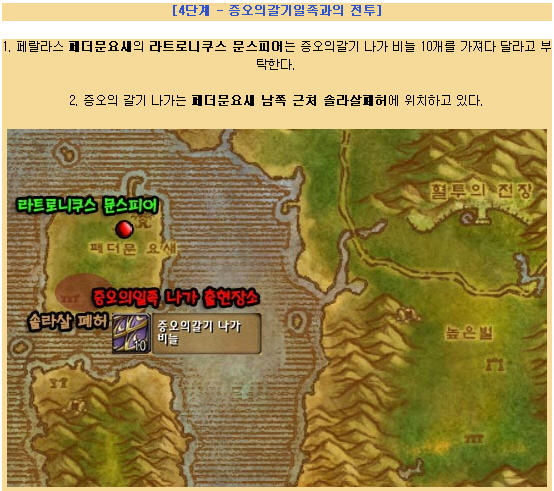 [4단계 - 증오의갈기일족과의 전투]
1. 페랄라스 페더문요새의 라트로니쿠스 문스피어는 증오의갈기 나가 비늘 10개를 가져다 달라고 부
탁한다.
2. 증오의 갈기 나가는 페더문요새 남쪽 근처 솔라살폐허에 위치하고 있다.
혈투의 전장
라트로니쿠스 문스피어
페더문 요새
증오의일족 나가 출현장소
솔라살 폐허
증오의갈기 나가
비늘
10
높은벌